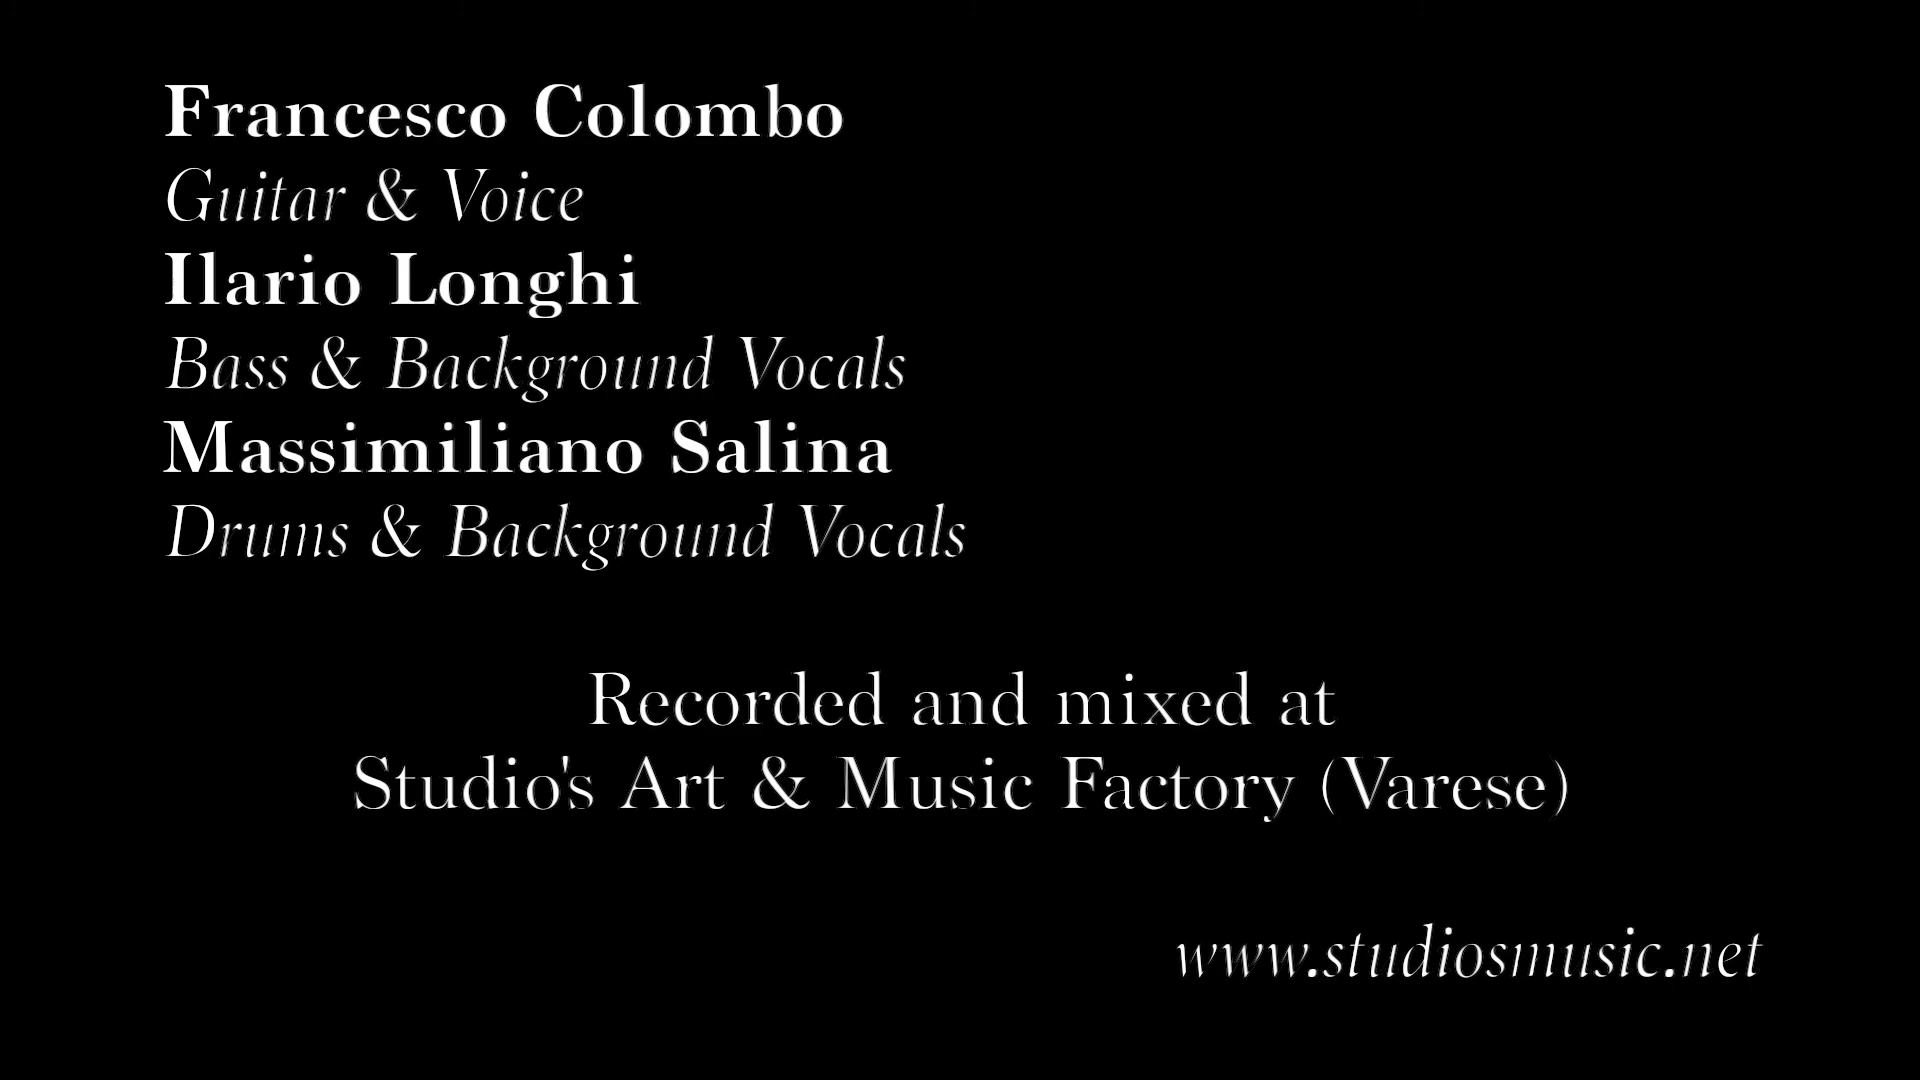 Francesco Colombo
Guitar & Voice
Ilario Longhi
Bass & Background Vocals
Massimiliano Salina
Drums & Background Vocals
Recorded and mixed at
Studio's Art & Music Factory (Varese)
www.studiosmusic.net